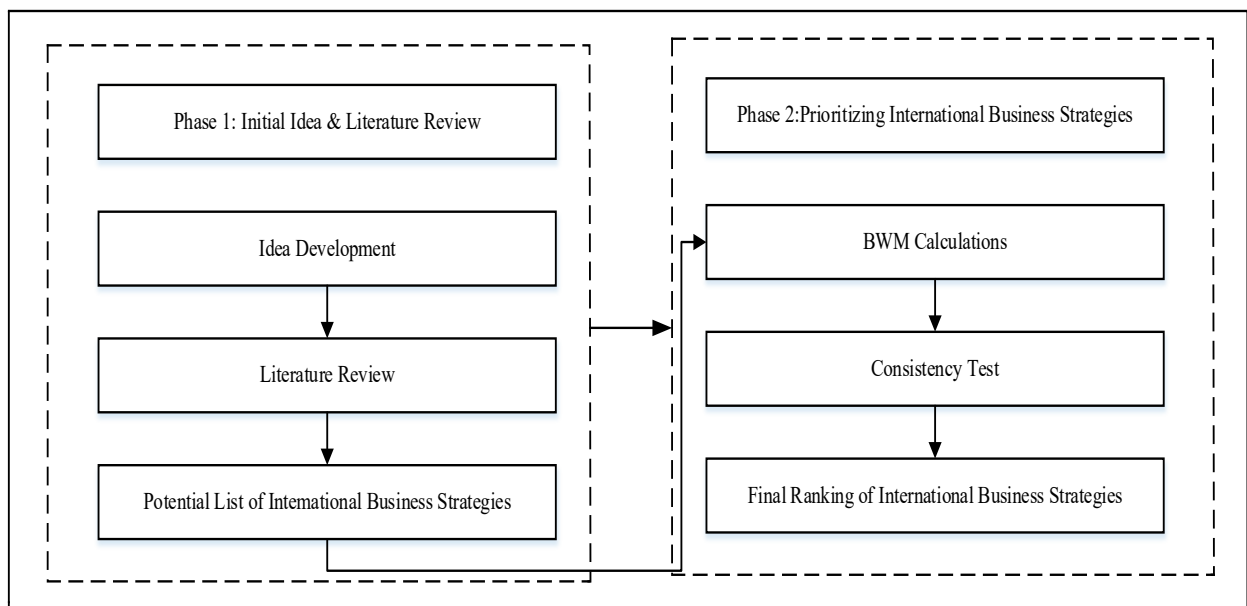 Phase 1: Initial Idea & Literature Review
Idea Development
Literature Review
Potential List of International Business Strategies
Phase 2:Prioritizing International Business Strategies
BWM Calculations
Consistency Test
Final Ranking of International Business Strategies